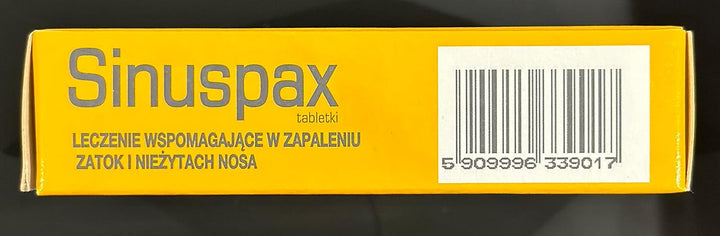 Sinuspax
tabletki
LECZENIE WSPOMAGAJĄCE W ZAPALENIU
ZATOK I NIEŻYTACH NOSA
5 909996 339017